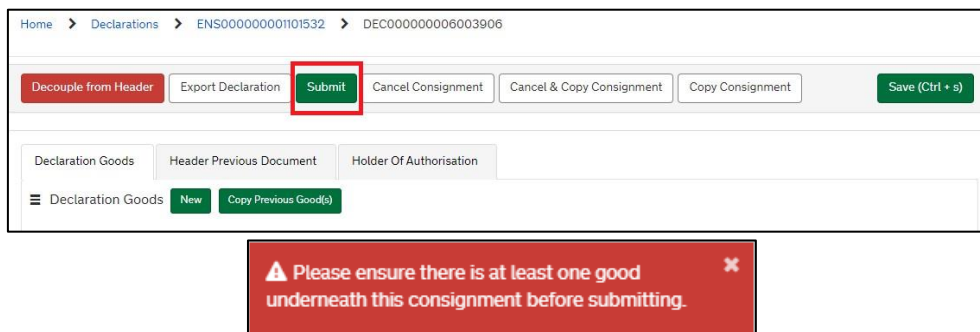 Home > Declarations > ENS000000001101532 > DEC000000006003906
Decouple from Header Export Declaration Submit Cancel Consignment Cancel & Copy Consignment Copy Consignment Save (Ctrl + s)
Declaration Goods Header Previous Document Holder Of Authorisation
Declaration Goods New Copy Previous Good(s)
Please ensure there is at least one good
underneath this consignment before submitting.